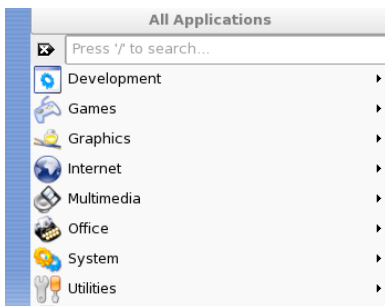 All Applications
Press '/' to search...
Development
Games
Graphics
Internet
Multimedia
Office
System
Utilities